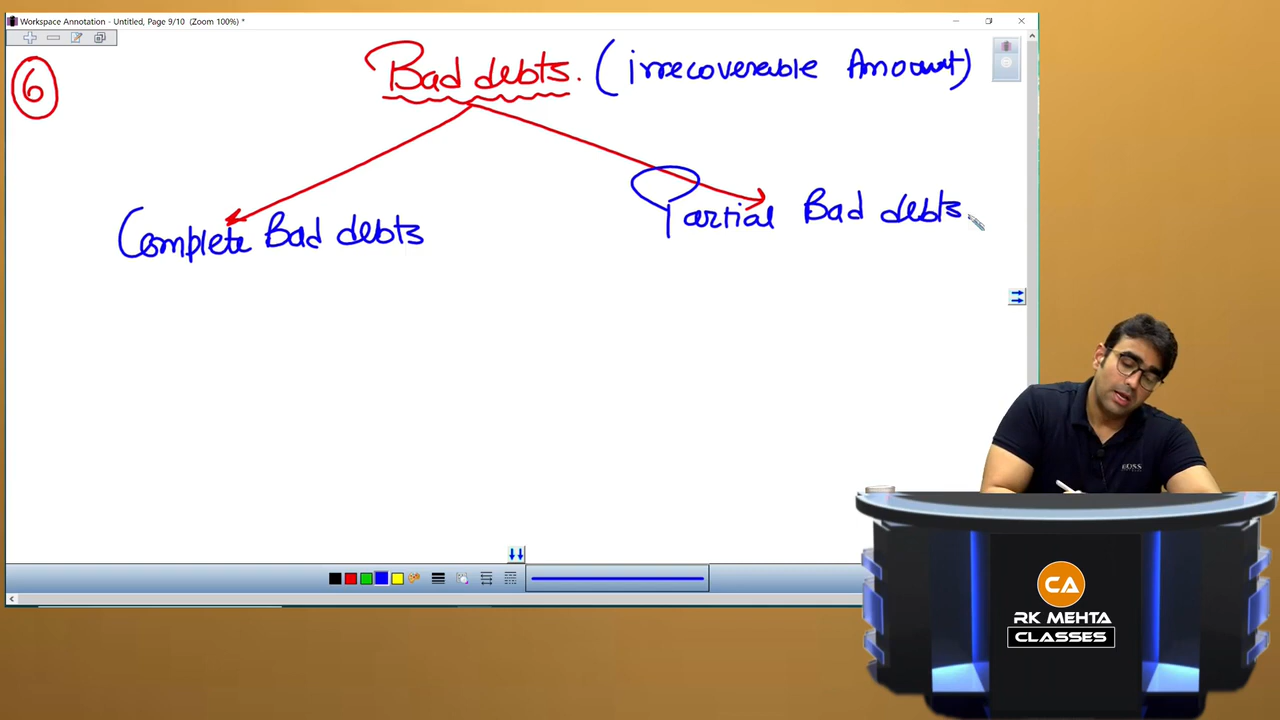 Workspace Annotation - Untitled, Page 9/10 (Zoom 100%) *
6
Bad debts. (irrecoverable Amount)
Complete Bad debts
Partial Bad debts
BOSS
CA
RK MEHTA
CLASSES